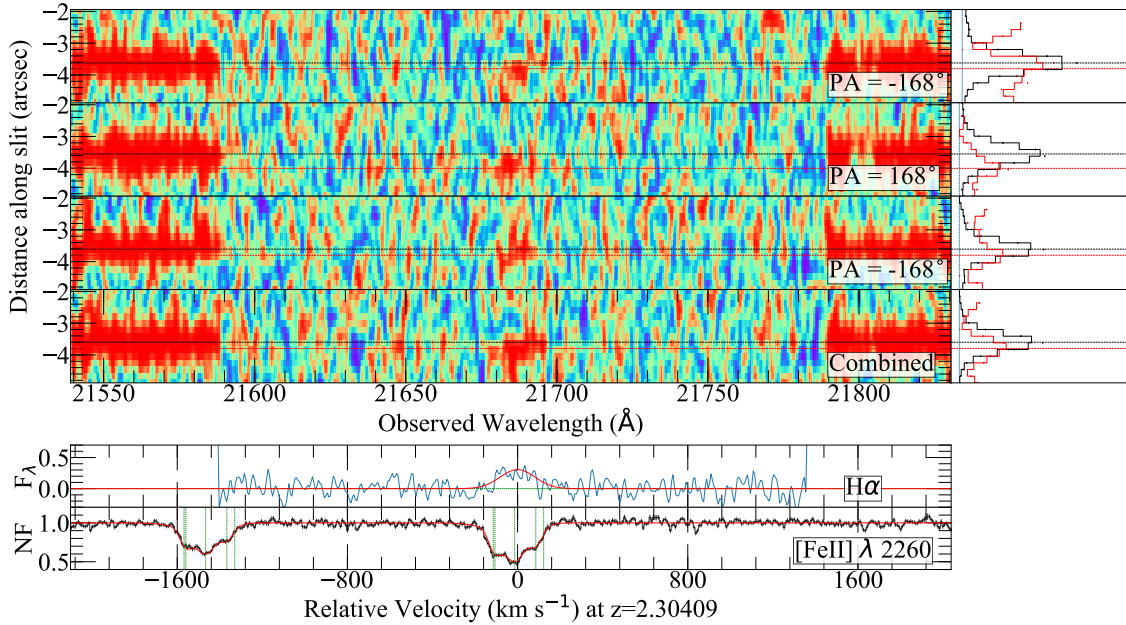 Distance along slit (arcsec)
−3
−4
PA = -168°
−2
−3
−4
PA = 168°
−2
−3
−4
PA = -168°
−2
−3
−4
Combined
21550 21600 21650 21700 21750 21800
Observed Wavelength (Å)
Fλ
0.5
0.0
Hα
NF
1.0
0.5
[FeII] λ 2260
−1600 −800 0 800 1600
Relative Velocity (km s⁻¹) at z=2.30409